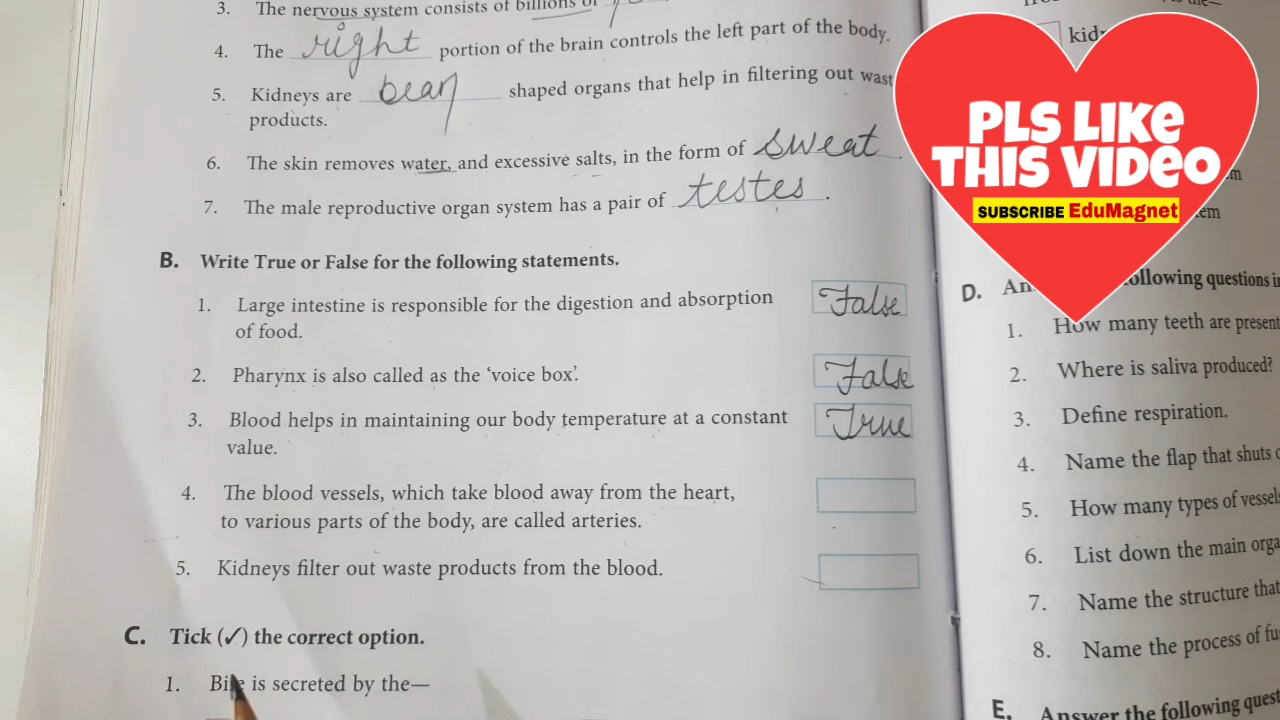 3. The nervous system consists of billions of
4. The right portion of the brain controls the left part of the body.
5. Kidneys are bean shaped organs that help in filtering out wast
products.
6. The skin removes water, and excessive salts, in the form of sweat.
7. The male reproductive organ system has a pair of testes.
B. Write True or False for the following statements.
1. Large intestine is responsible for the digestion and absorption
of food. False
2. Pharynx is also called as the ‘voice box’. False
3. Blood helps in maintaining our body temperature at a constant
value. True
4. The blood vessels, which take blood away from the heart,
to various parts of the body, are called arteries.
5. Kidneys filter out waste products from the blood.
C. Tick (✓) the correct option.
1. Bile is secreted by the—
PLS LIKE
THIS VIDEO
SUBSCRIBE EduMagnet
D. An ollowing questions i
1. How many teeth are present
2. Where is saliva produced?
3. Define respiration.
4. Name the flap that shuts
5. How many types of vessels
6. List down the main orga
7. Name the structure that
8. Name the process of fu
E. Answer the following quest